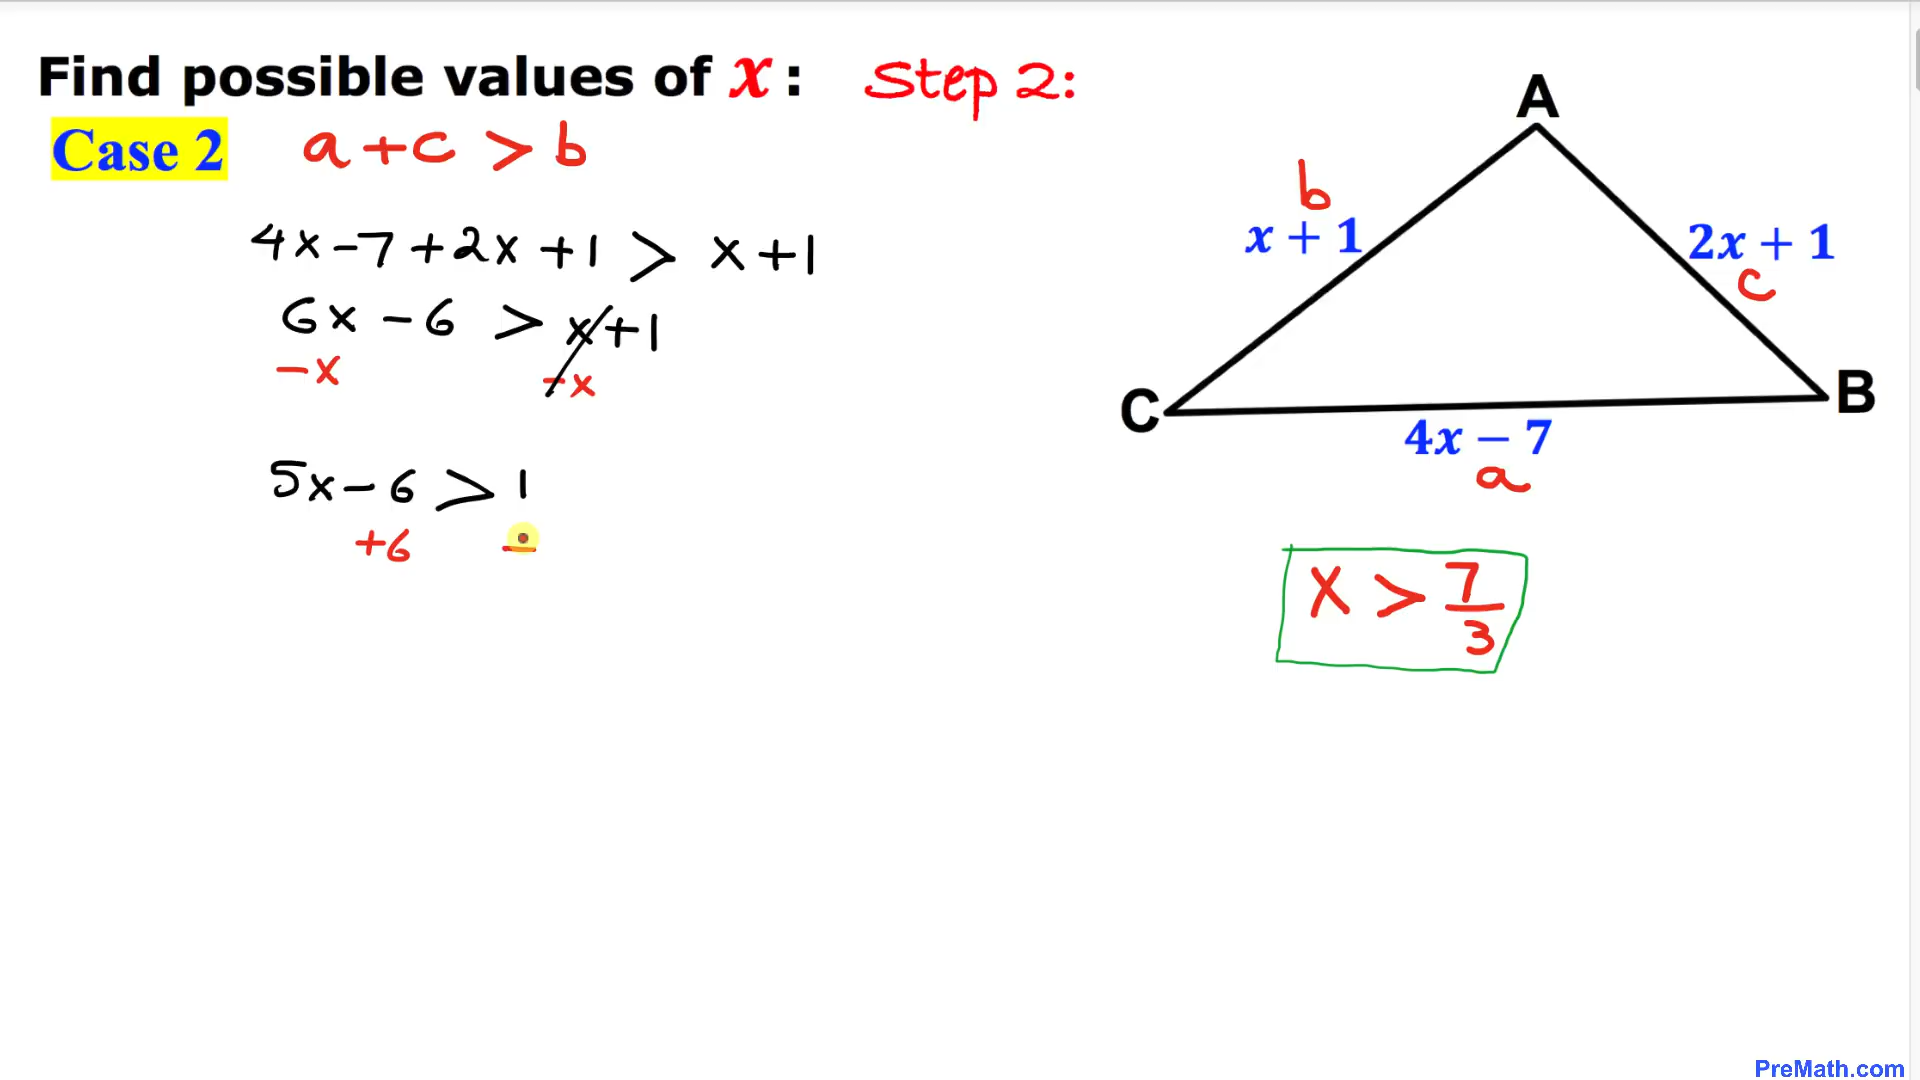 Find possible values of x: Step 2:
Case 2 a + c > b
4x - 7 + 2x + 1 > x + 1
6x - 6 > x + 1
-x -x
5x - 6 > 1
+6
A
b
x + 1
2x + 1
c
C
B
4x − 7
a
x > 7/3
PreMath.com